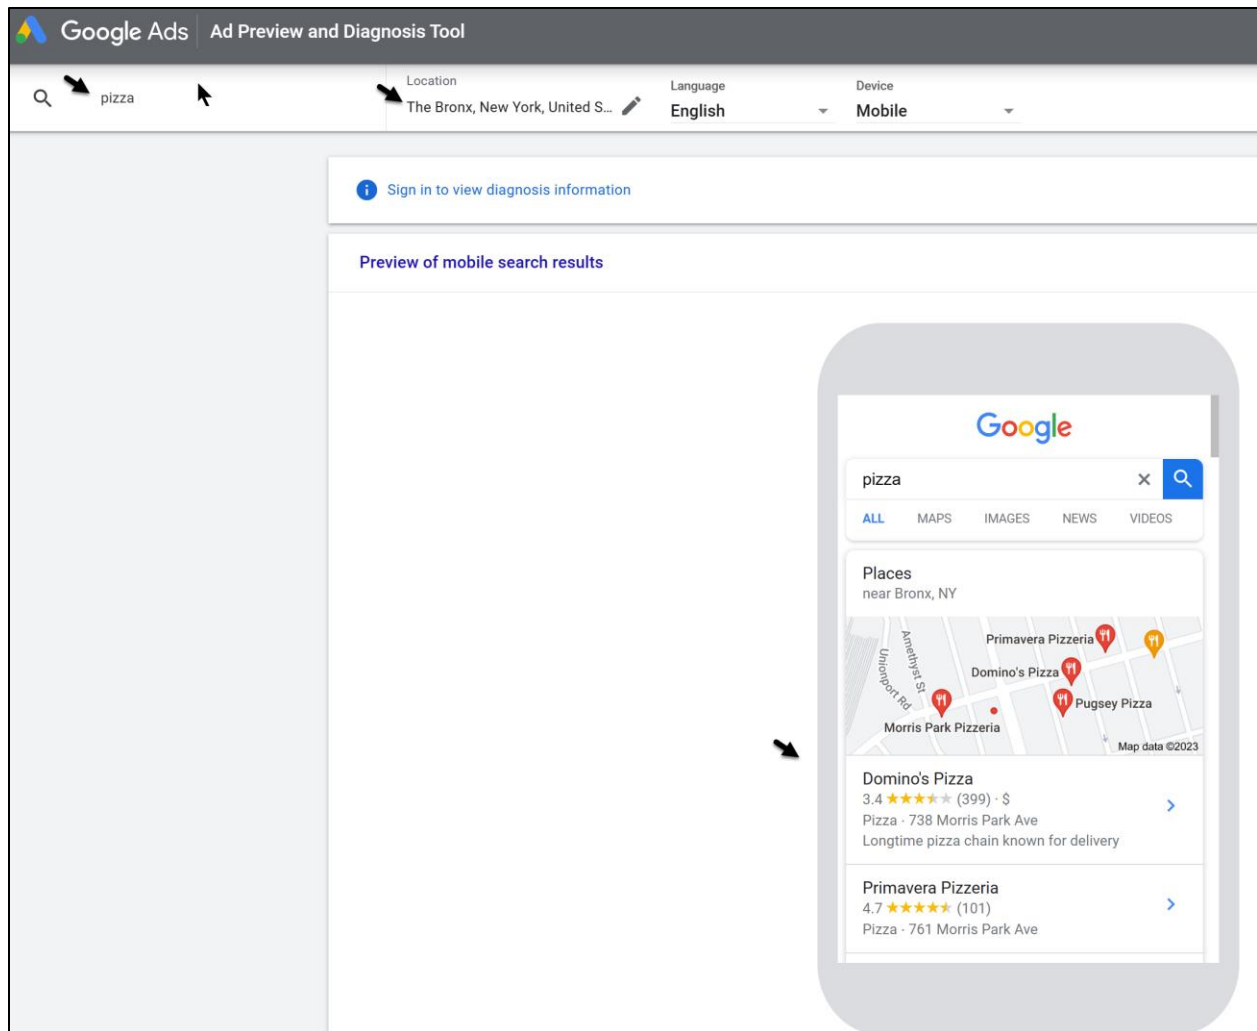 Google Ads Ad Preview and Diagnosis Tool
pizza
Location
The Bronx, New York, United S...
Language
English
Device
Mobile
Sign in to view diagnosis information
Preview of mobile search results
Google
pizza
ALL MAPS IMAGES NEWS VIDEOS
Places
near Bronx, NY
Amethyst St
Unionport Rd
Primavera Pizzeria
Domino's Pizza
Pugsey Pizza
Morris Park Pizzeria
Map data ©2023
Domino's Pizza
3.4 (399) · $
Pizza · 738 Morris Park Ave
Longtime pizza chain known for delivery
Primavera Pizzeria
4.7 (101)
Pizza · 761 Morris Park Ave